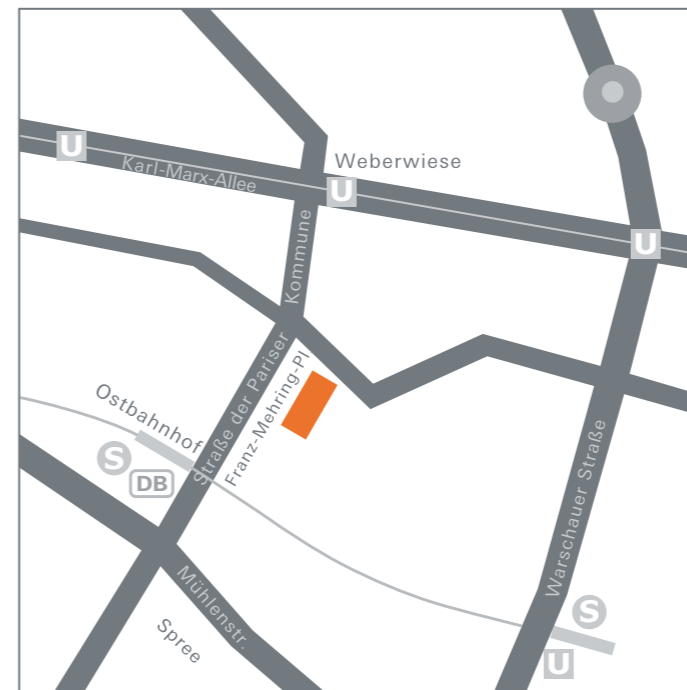 U
Karl-Marx-Allee
Weberwiese
U
U
Straße der Pariser Kommune
Franz-Mehring-Pl
Ostbahnhof
S
DB
Warschauer Straße
Mühlenstr.
Spree
S
U